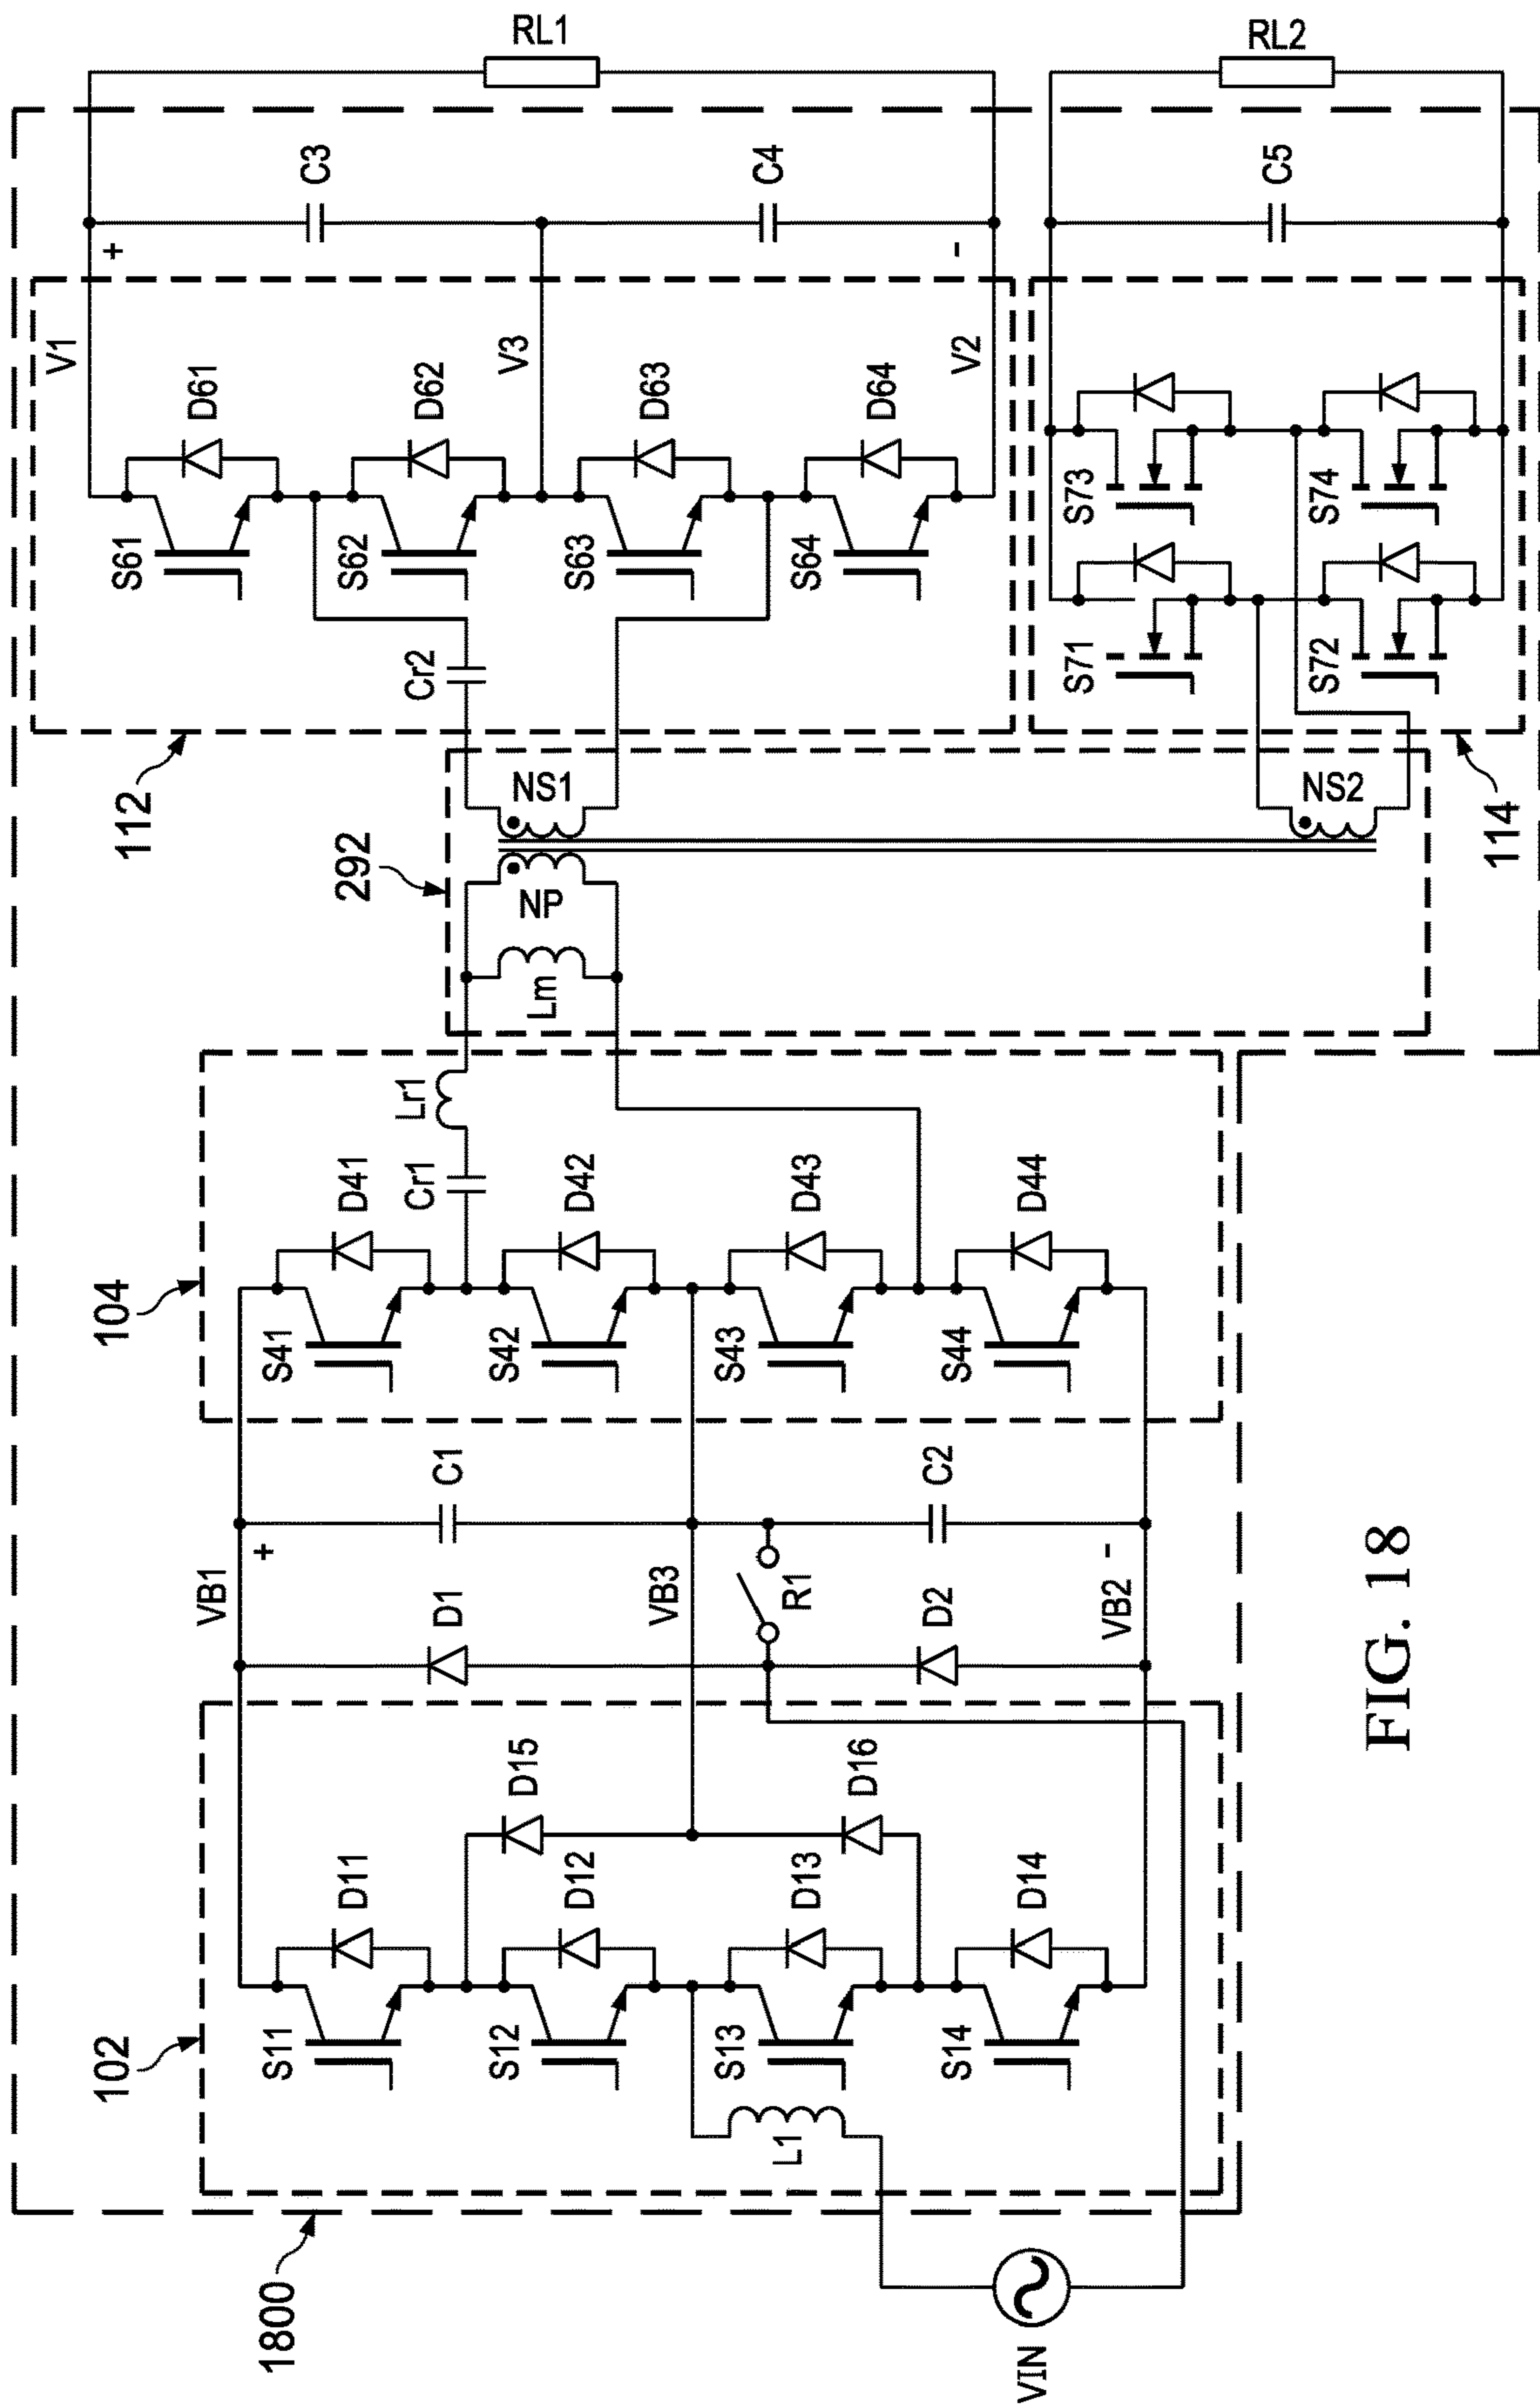 1800
VIN
102
L1
S11
D11
S12
D12
S13
D13
S14
D14
D15
D16
VB1
+
D1
C1
VB3
R1
D2
C2
VB2
-
104
S41
D41
S42
D42
S43
D43
S44
D44
Cr1
Lr1
292
Lm
NP
NS1
NS2
112
Cr2
S61
D61
S62
D62
S63
D63
S64
D64
V1
V3
V2
+
-
C3
C4
RL1
114
S71
S72
S73
S74
C5
RL2
FIG. 18